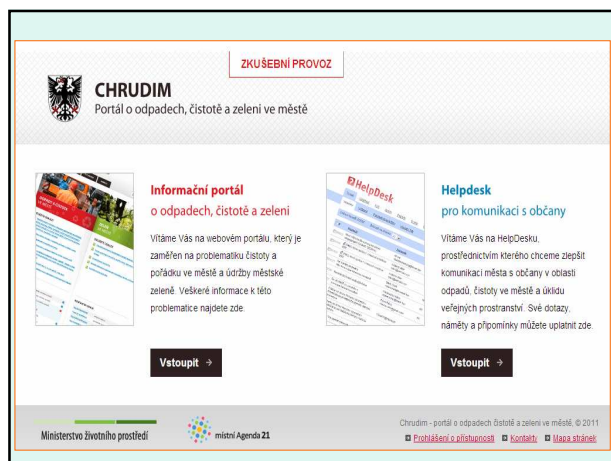 ZKUŠEBNÍ PROVOZ
CHRUDIM
Portál o odpadech, čistotě a zeleni ve městě
Informační portál
o odpadech, čistotě a zeleni
Vítáme Vás na webovém portálu, který je
zaměřen na problematiku čistoty a
pořádku ve městě a údržby městské
zeleně. Veškeré informace k této
problematice najdete zde.
Vstoupit →
HelpDesk
Helpdesk
pro komunikaci s občany
Vítáme Vás na HelpDesku,
prostřednictvím kterého chceme zlepšit
komunikaci města s občany v oblasti
odpadů, čistoty ve městě a úklidu
veřejných prostranství. Své dotazy,
náměty a připomínky můžete uplatnit zde.
Vstoupit →
Ministerstvo životního prostředí
místní Agenda 21
Chrudim - portál o odpadech čistotě a zeleni ve městě, © 2011
Prohlášení o přístupnosti Kontakty Mapa stránek